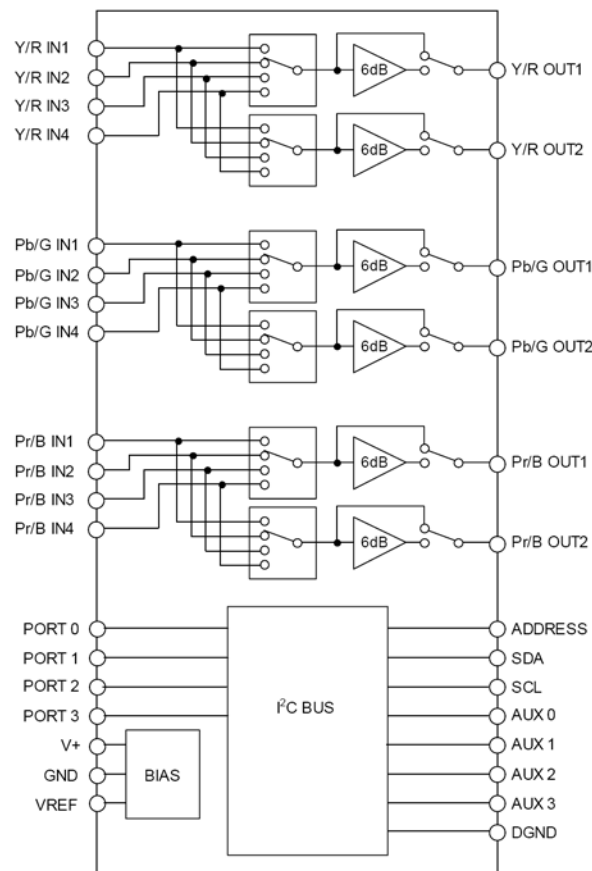 Y/R IN1
Y/R IN2
Y/R IN3
Y/R IN4
6dB
Y/R OUT1
6dB
Y/R OUT2
Pb/G IN1
Pb/G IN2
Pb/G IN3
Pb/G IN4
6dB
Pb/G OUT1
6dB
Pb/G OUT2
Pr/B IN1
Pr/B IN2
Pr/B IN3
Pr/B IN4
6dB
Pr/B OUT1
6dB
Pr/B OUT2
PORT 0
PORT 1
PORT 2
PORT 3
V+
GND
VREF
BIAS
I²C BUS
ADDRESS
SDA
SCL
AUX 0
AUX 1
AUX 2
AUX 3
DGND